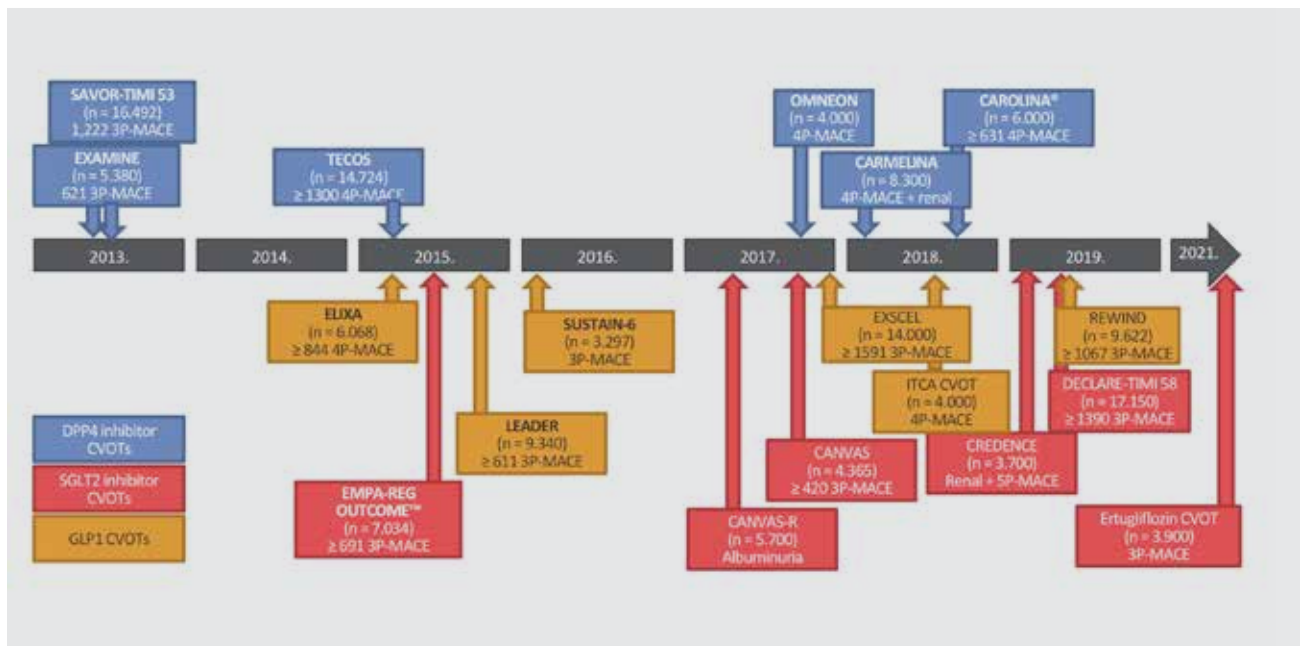 SAVOR-TIMI 53
(n = 16.492)
1,222 3P-MACE
EXAMINE
(n = 5.380)
621 3P-MACE
TECOS
(n = 14.724)
≥ 1300 4P-MACE
OMNEON
(n = 4.000)
4P-MACE
CARMELINA
(n = 8.300)
4P-MACE + renal
CAROLINA®
(n = 6.000)
≥ 631 4P-MACE
2013.
2014.
2015.
2016.
2017.
2018.
2019.
2021.
ELIXA
(n = 6.068)
≥ 844 4P-MACE
SUSTAIN-6
(n = 3.297)
3P-MACE
EXSCEL
(n = 14.000)
≥ 1591 3P-MACE
REWIND
(n = 9.622)
≥ 1067 3P-MACE
ITCA CVOT
(n = 4.000)
4P-MACE
DECLARE-TIMI 58
(n = 17.150)
≥ 1390 3P-MACE
LEADER
(n = 9.340)
≥ 611 3P-MACE
CANVAS
(n = 4.365)
≥ 420 3P-MACE
CREDENCE
(n = 3.700)
Renal + 5P-MACE
EMPA-REG
OUTCOME™
(n = 7.034)
≥ 691 3P-MACE
CANVAS-R
(n = 5.700)
Albuminuria
Ertugliflozin CVOT
(n = 3.900)
3P-MACE
DPP4 inhibitor
CVOTs
SGLT2 inhibitor
CVOTs
GLP1 CVOTs